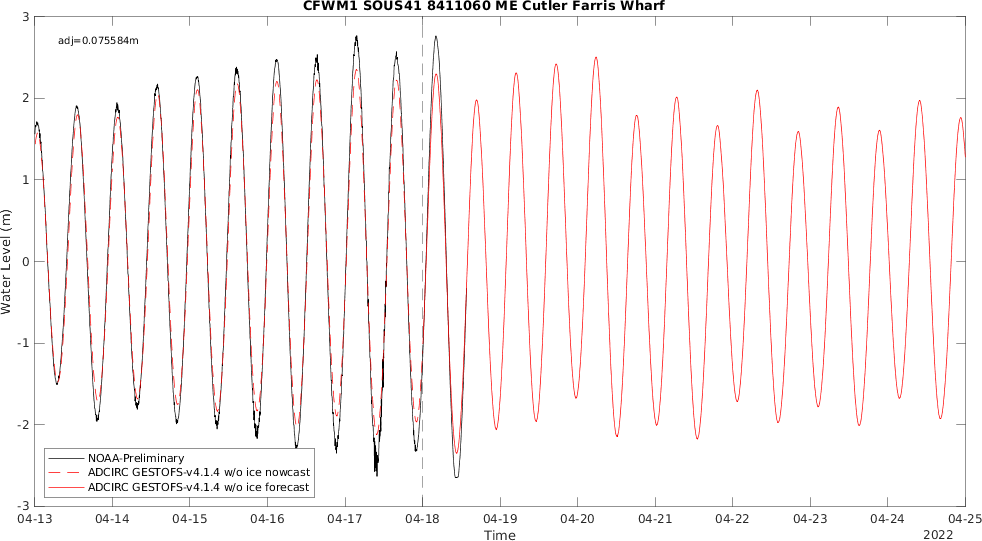 CFWM1 SOUS41 8411060 ME Cutler Farris Wharf
adj=0.075584m
3
2
1
0
-1
-2
-3
Water Level (m)
NOAA-Preliminary
ADCIRC GESTOFS-v4.1.4 w/o ice nowcast
ADCIRC GESTOFS-v4.1.4 w/o ice forecast
04-13 04-14 04-15 04-16 04-17 04-18 04-19 04-20 04-21 04-22 04-23 04-24 04-25
Time
2022